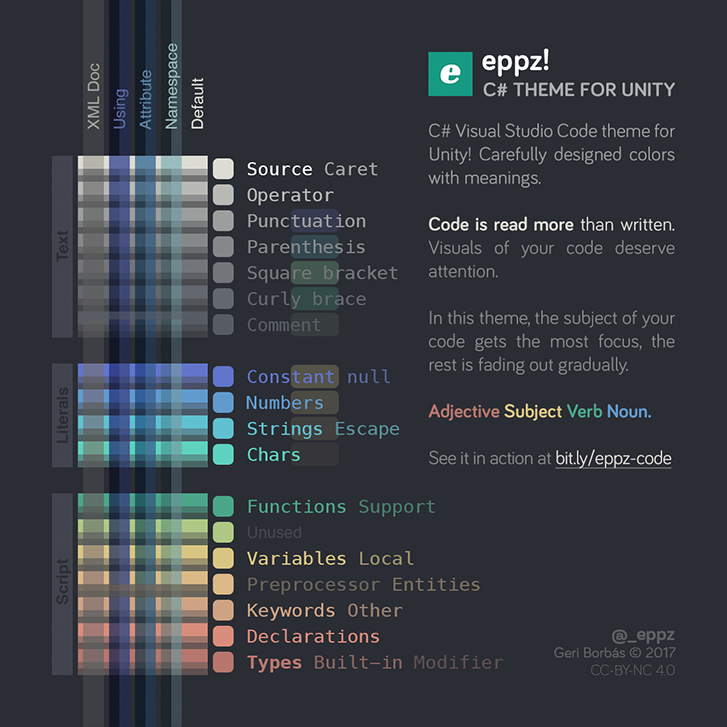 XML Doc
Using
Attribute
Namespace
Default
Text
Source Caret
Operator
Punctuation
Parenthesis
Square bracket
Curly brace
Comment
Literals
Constant null
Numbers
Strings Escape
Chars
Script
Functions Support
Unused
Variables Local
Preprocessor Entities
Keywords Other
Declarations
Types Built-in Modifier
e
eppz!
C# THEME FOR UNITY
C# Visual Studio Code theme for
Unity! Carefully designed colors
with meanings.
Code is read more than written.
Visuals of your code deserve
attention.
In this theme, the subject of your
code gets the most focus, the
rest is fading out gradually.
Adjective Subject Verb Noun.
See it in action at bit.ly/eppz-code
@_eppz
Geri Borbás © 2017
CC-BY-NC 4.0